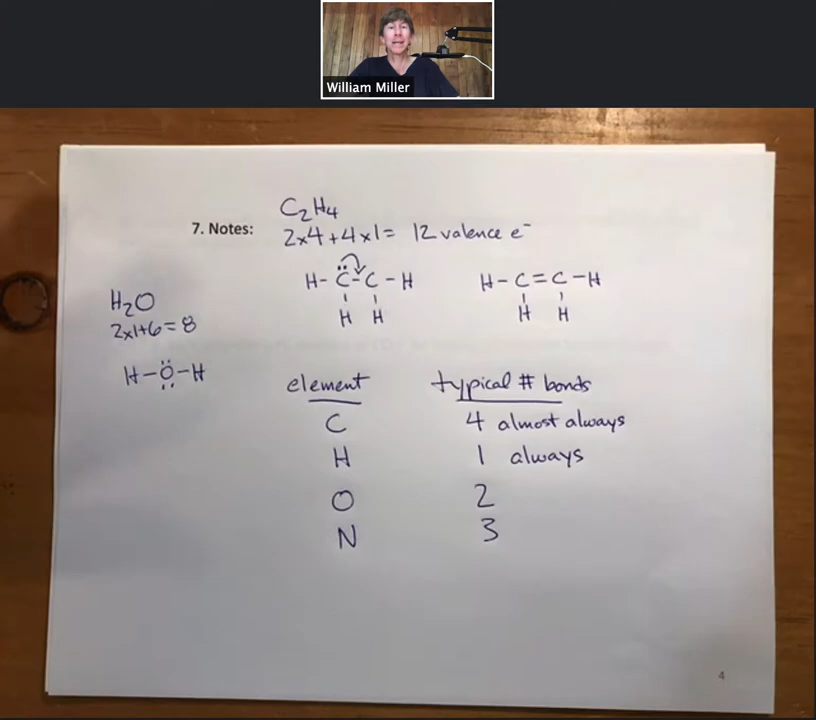 William Miller
C₂H₄
7. Notes: 2x4 + 4x1 = 12 valence e⁻
H - C̈ - C - H    H - C = C - H
H H    H H
H₂O
2x1+6 = 8
H - Ö - H
element    typical # bonds
C    4 almost always
H    1 always
O    2
N    3
4